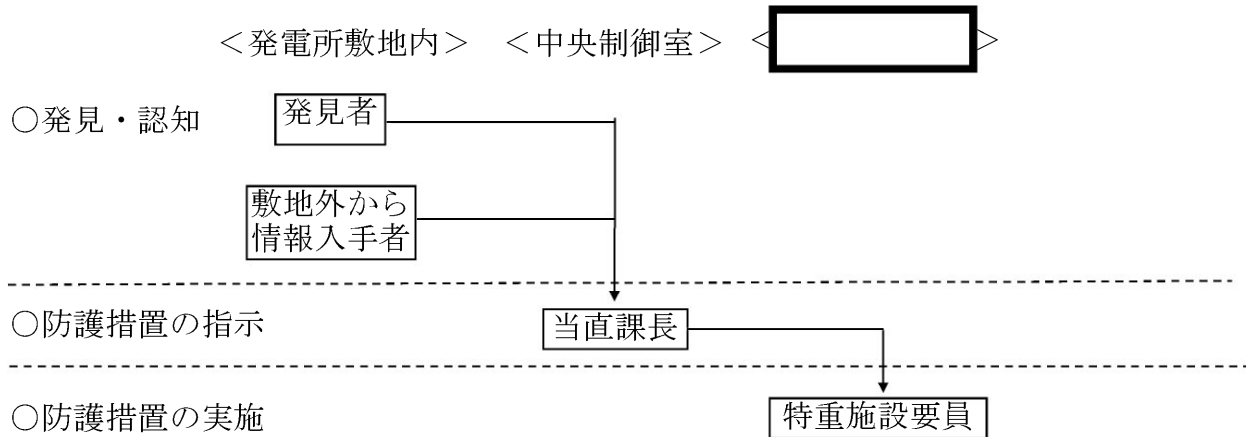 ＜発電所敷地内＞ ＜中央制御室＞ ＜ ＞
○発見・認知
発見者
敷地外から
情報入手者
○防護措置の指示
当直課長
○防護措置の実施
特重施設要員